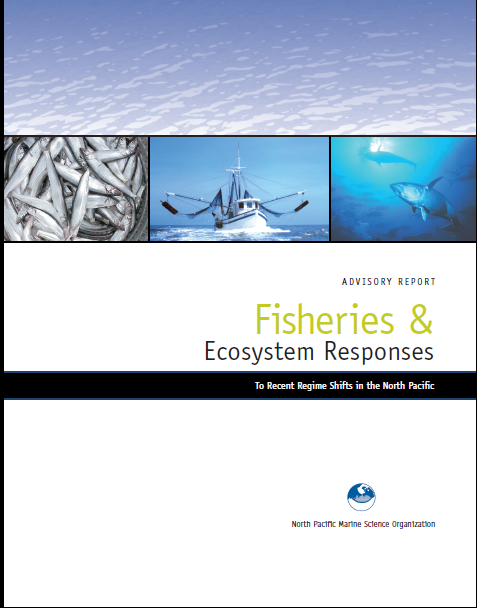 ADVISORY REPORT
Fisheries &
Ecosystem Responses
To Recent Regime Shifts in the North Pacific
North Pacific Marine Science Organization